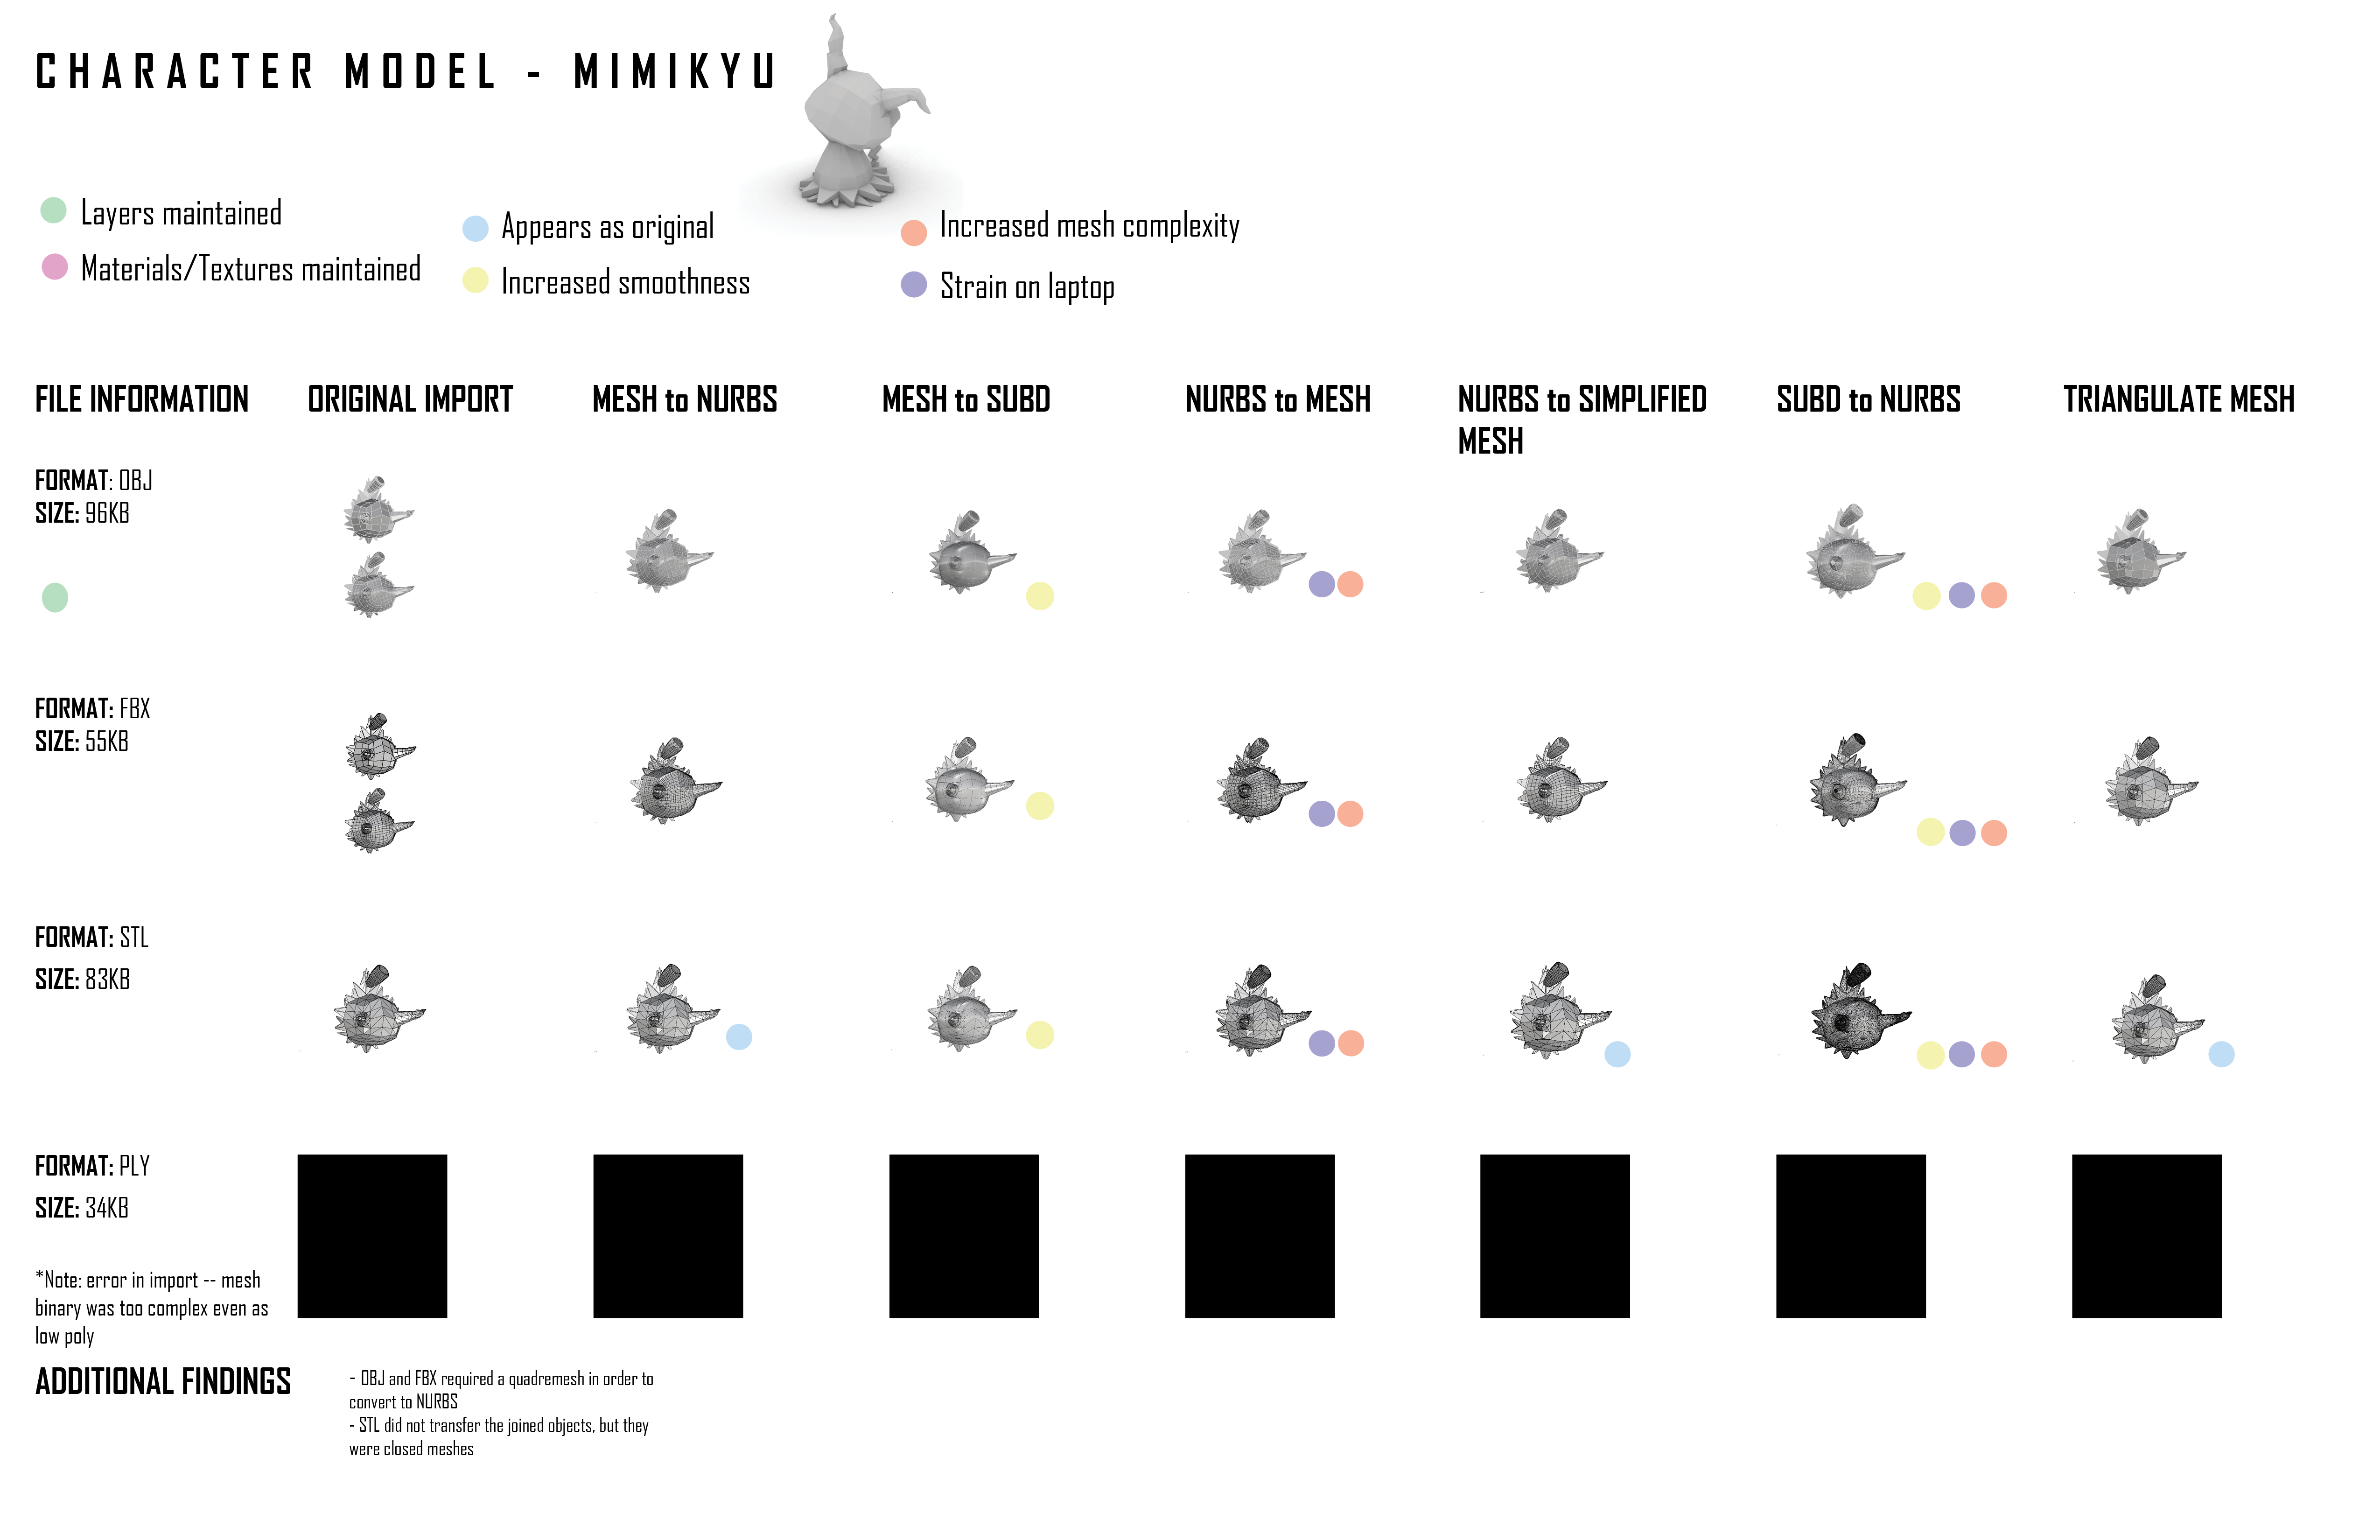 CHARACTER MODEL - MIMIKYU
Layers maintained
Materials/Textures maintained
Appears as original
Increased smoothness
Increased mesh complexity
Strain on laptop
FILE INFORMATION
ORIGINAL IMPORT
MESH to NURBS
MESH to SUBD
NURBS to MESH
NURBS to SIMPLIFIED
MESH
SUBD to NURBS
TRIANGULATE MESH
FORMAT: OBJ
SIZE: 96KB
FORMAT: FBX
SIZE: 55KB
FORMAT: STL
SIZE: 83KB
FORMAT: PLY
SIZE: 34KB
*Note: error in import -- mesh
binary was too complex even as
low poly
ADDITIONAL FINDINGS
- OBJ and FBX required a quadremesh in order to
convert to NURBS
- STL did not transfer the joined objects, but they
were closed meshes